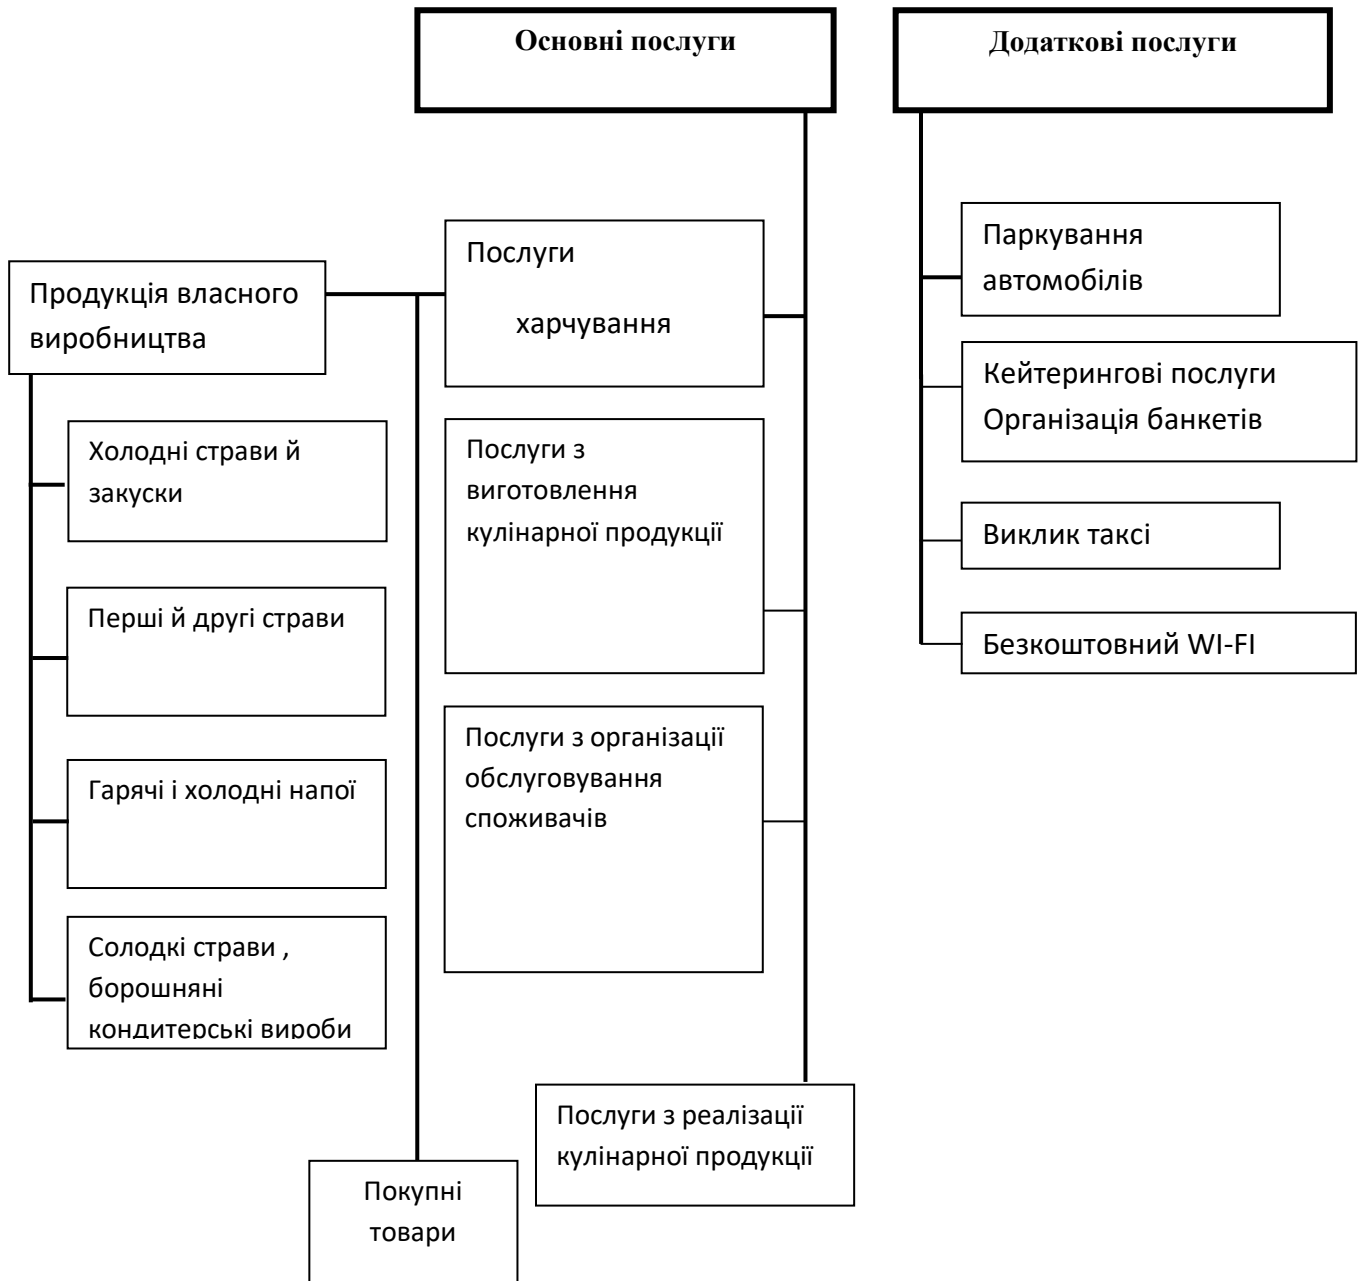 Основні послуги
Додаткові послуги
Послуги
харчування
Продукція власного
виробництва
Паркування
автомобілів
Кейтерингові послуги
Організація банкетів
Холодні страви й
закуски
Послуги з
виготовлення
кулінарної продукції
Виклик таксі
Перші й другі страви
Безкоштовний WI-FI
Послуги з організації
обслуговування
споживачів
Гарячі і холодні напої
Солодкі страви ,
борошняні
кондитерські вироби
Послуги з реалізації
кулінарної продукції
Покупні
товари